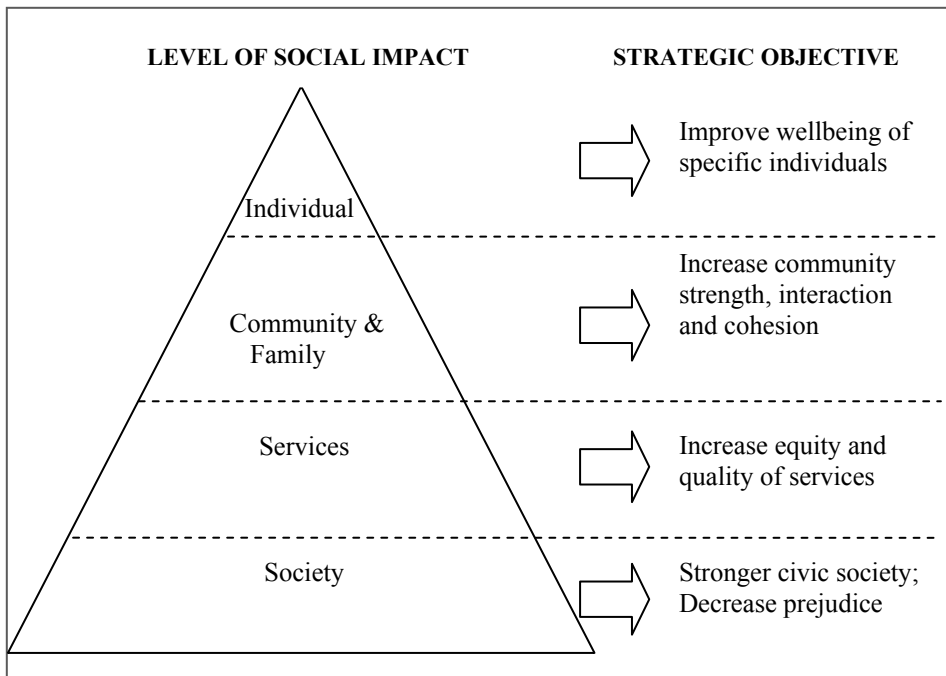 LEVEL OF SOCIAL IMPACT
STRATEGIC OBJECTIVE
Individual
Improve wellbeing of
specific individuals
Community &
Family
Increase community
strength, interaction
and cohesion
Services
Increase equity and
quality of services
Society
Stronger civic society;
Decrease prejudice